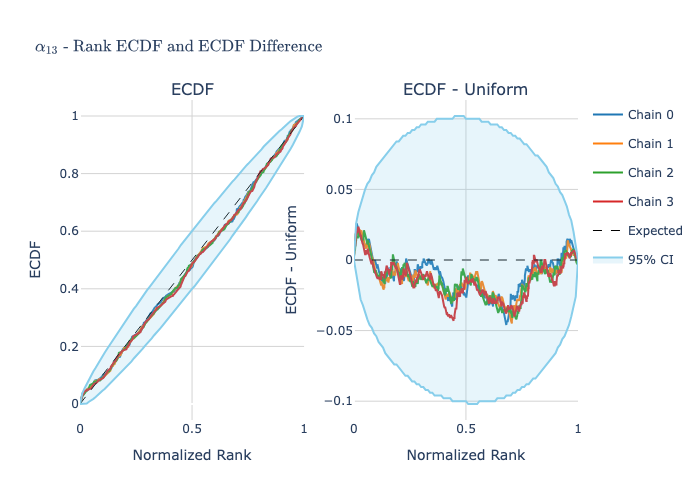 α₁₃ - Rank ECDF and ECDF Difference
ECDF
ECDF - Uniform
ECDF
1
0.8
0.6
0.4
0.2
0
0
0.5
1
Normalized Rank
ECDF - Uniform
0.1
0.05
0
−0.05
−0.1
0
0.5
1
Normalized Rank
Chain 0
Chain 1
Chain 2
Chain 3
Expected
95% CI